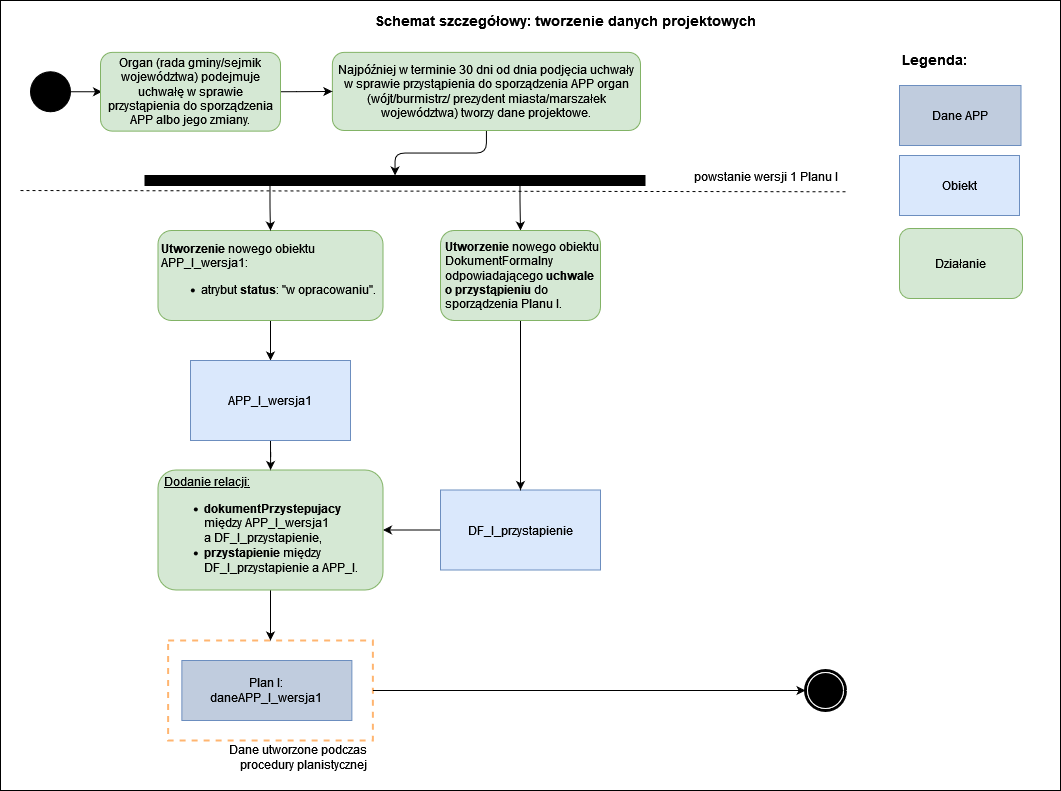 Schemat szczegółowy: tworzenie danych projektowych
Organ (rada gminy/sejmik
województwa) podejmuje
uchwałę w sprawie
przystąpienia do sporządzenia
APP albo jego zmiany.
Najpóźniej w terminie 30 dni od dnia podjęcia uchwały
w sprawie przystąpienia do sporządzenia APP organ
(wójt/burmistrz/ prezydent miasta/marszałek
województwa) tworzy dane projektowe.
Legenda:
Dane APP
Obiekt
Działanie
powstanie wersji 1 Planu I
Utworzenie nowego obiektu
APP_I_wersja1:
• atrybut status: "w opracowaniu".
Utworzenie nowego obiektu
DokumentFormalny
odpowiadającego uchwale
o przystąpieniu do
sporządzenia Planu I.
APP_I_wersja1
Dodanie relacji:
• dokumentPrzystepujacy
między APP_I_wersja1
a DF_I_przystapienie,
• przystapienie między
DF_I_przystapienie a APP_I.
DF_I_przystapienie
Plan I:
daneAPP_I_wersja1
Dane utworzone podczas
procedury planistycznej